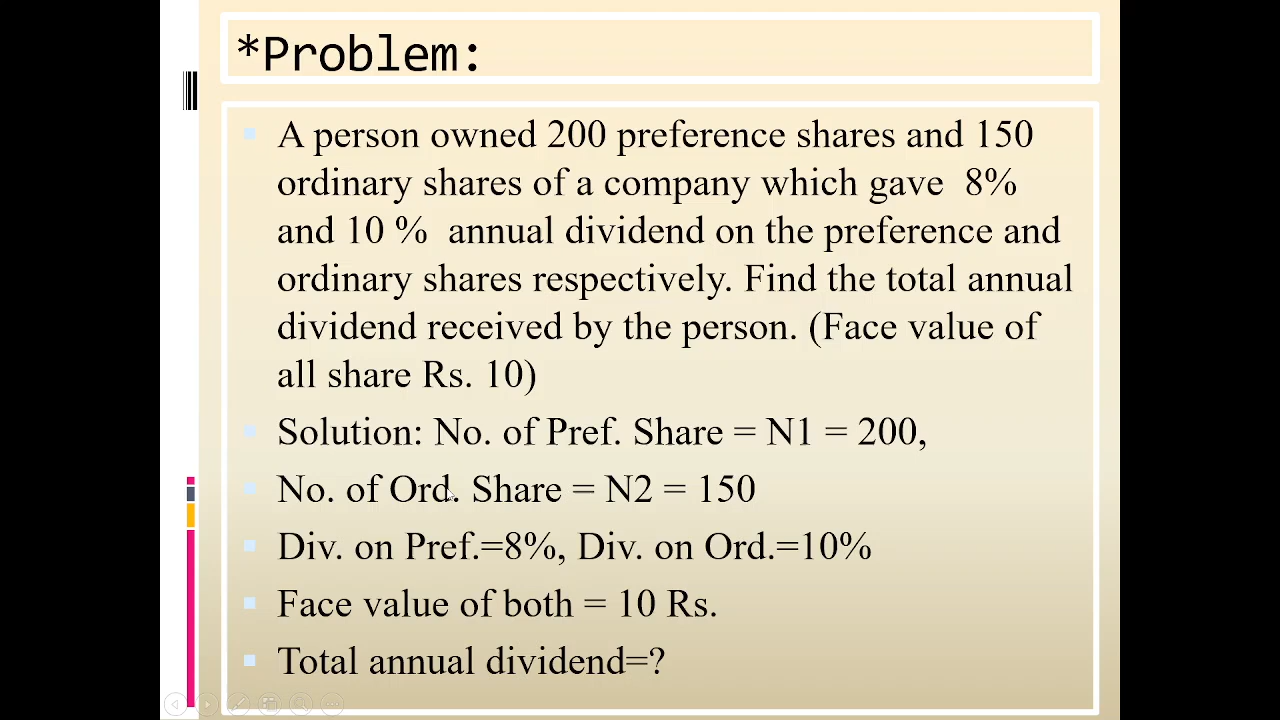 *Problem:
A person owned 200 preference shares and 150
ordinary shares of a company which gave 8%
and 10 % annual dividend on the preference and
ordinary shares respectively. Find the total annual
dividend received by the person. (Face value of
all share Rs. 10)
Solution: No. of Pref. Share = N1 = 200,
No. of Ord. Share = N2 = 150
Div. on Pref.=8%, Div. on Ord.=10%
Face value of both = 10 Rs.
Total annual dividend=?